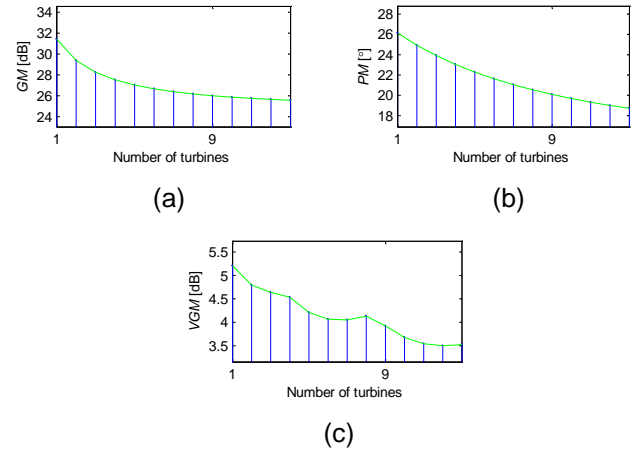 34
32
30
28
26
24
GM [dB]
1
9
Number of turbines
(a)
28
26
24
22
20
18
PM [°]
1
9
Number of turbines
(b)
5.5
5
4.5
4
3.5
VGM [dB]
1
9
Number of turbines
(c)